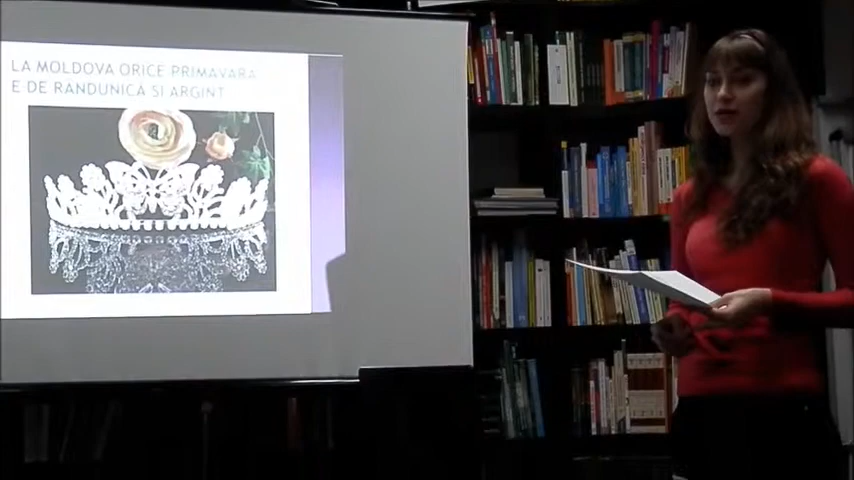 LA MOLDOVA ORICE PRIMAVARA
E DE RANDUNICA SI ARGINT